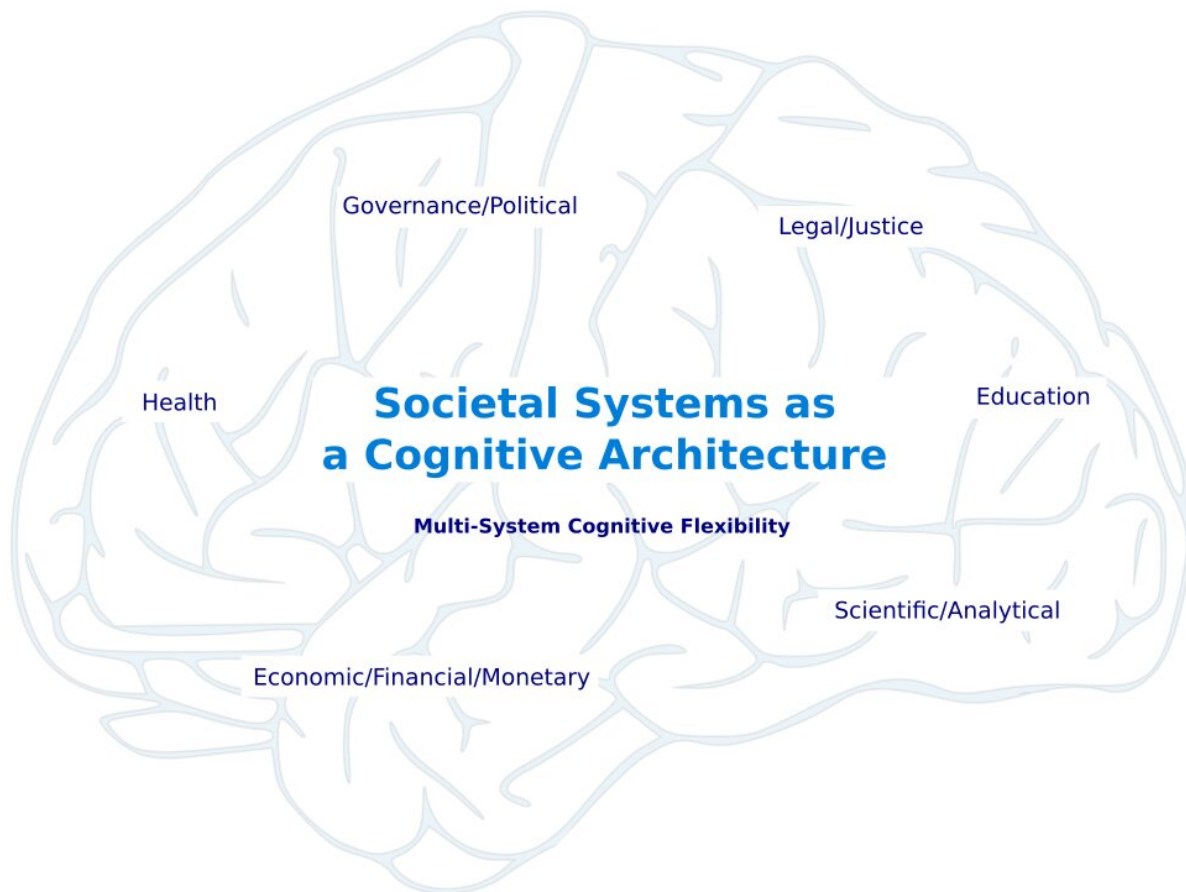 Governance/Political
Legal/Justice
Health
Societal Systems as
a Cognitive Architecture
Education
Multi-System Cognitive Flexibility
Scientific/Analytical
Economic/Financial/Monetary